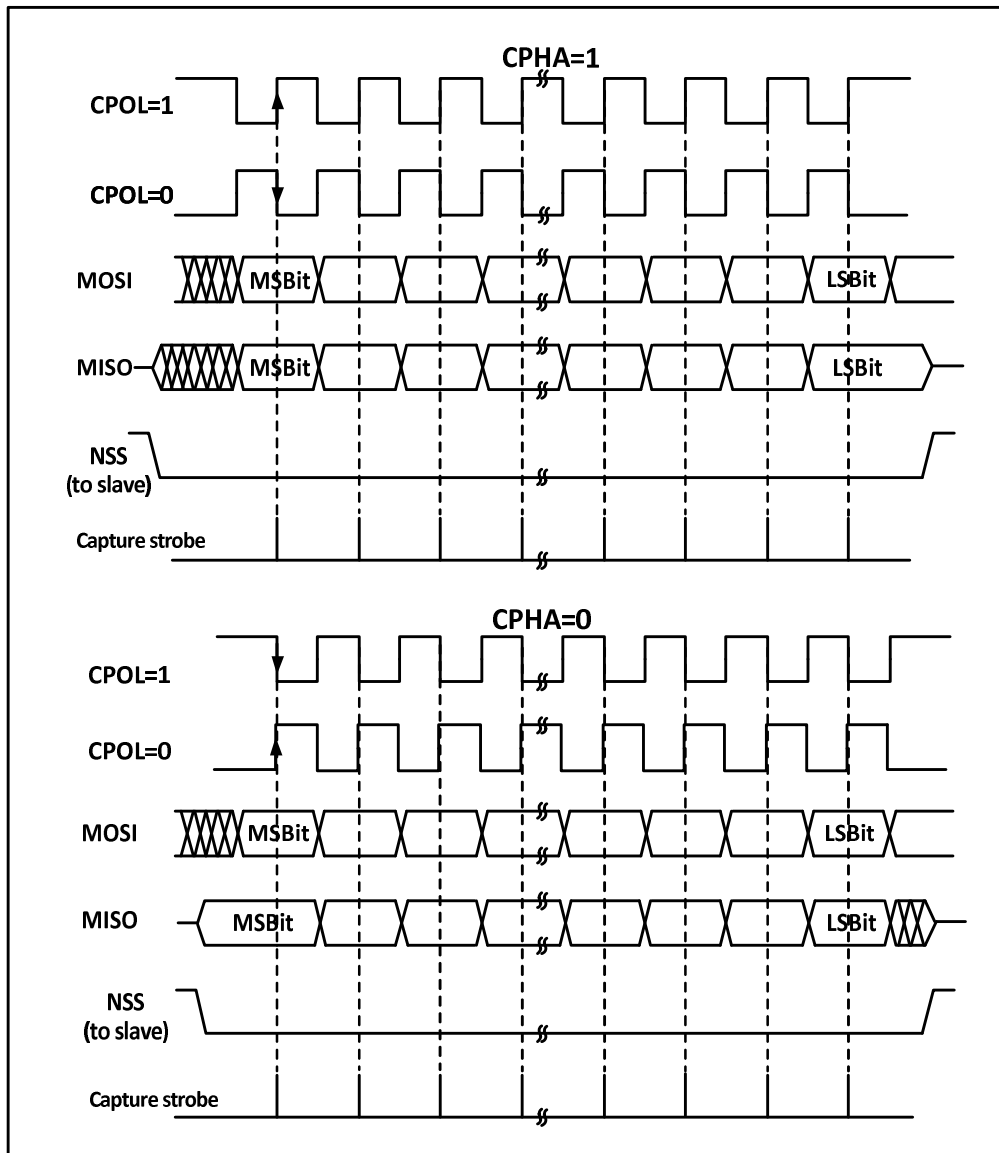 CPHA=1
CPOL=1
CPOL=0
MOSI MSBit LSBit
MISO MSBit LSBit
NSS
(to slave)
Capture strobe
CPHA=0
CPOL=1
CPOL=0
MOSI MSBit LSBit
MISO MSBit LSBit
NSS
(to slave)
Capture strobe